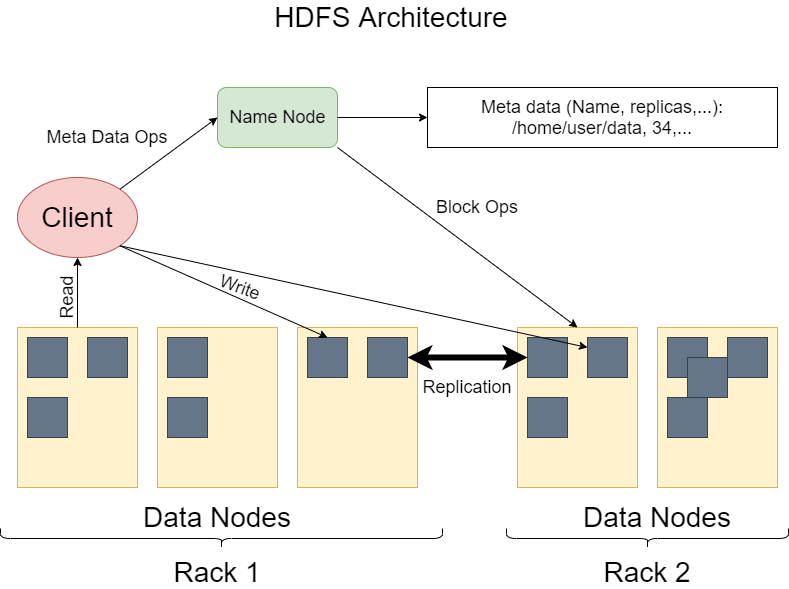 HDFS Architecture
Meta Data Ops
Name Node
Meta data (Name, replicas,...):
/home/user/data, 34,...
Client
Block Ops
Read
Write
Replication
Data Nodes
Data Nodes
Rack 1
Rack 2